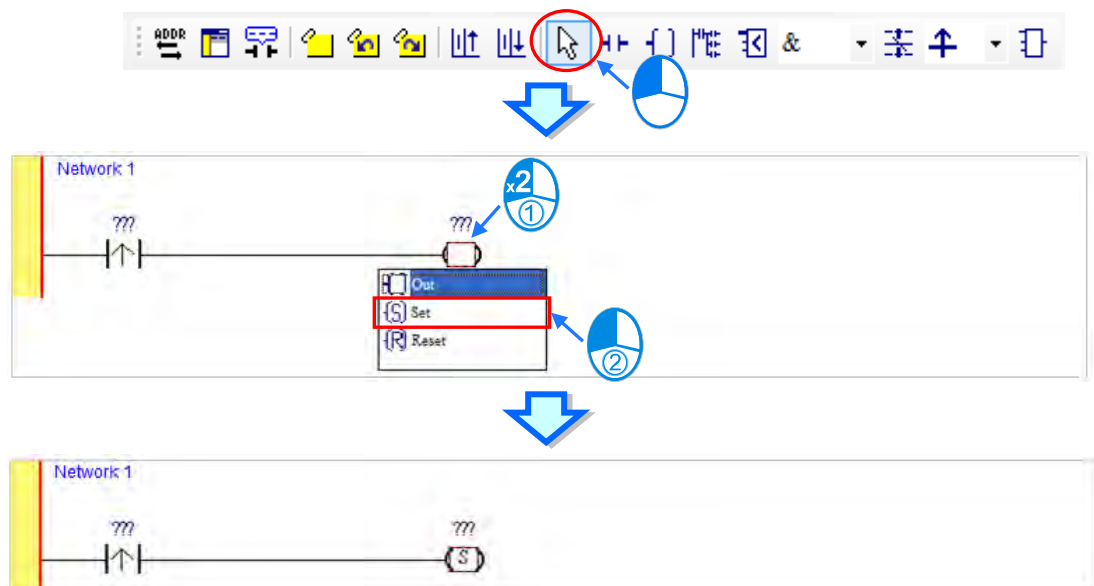 ADDR
&
Network 1
x2
①
???
???
Out
S Set
R Reset
②
Network 1
???
???
S